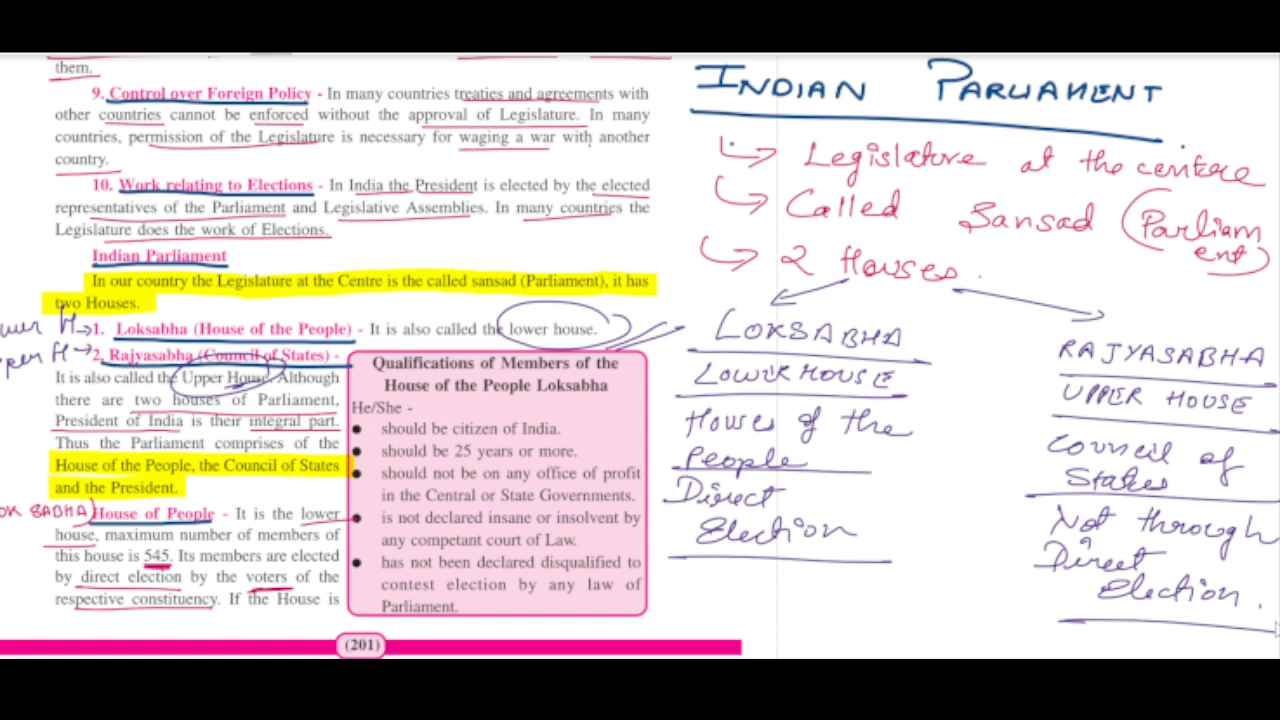 them.
9. Control over Foreign Policy - In many countries treaties and agreements with
other countries cannot be enforced without the approval of Legislature. In many
countries, permission of the Legislature is necessary for waging a war with another
country.
10. Work relating to Elections - In India the President is elected by the elected
representatives of the Parliament and Legislative Assemblies. In many countries the
Legislature does the work of Elections.
Indian Parliament
In our country the Legislature at the Centre is the called sansad (Parliament), it has
two Houses.
1. Loksabha (House of the People) - It is also called the lower house.
2. Rajyasabha (Council of States) -
It is also called the Upper House. Although
there are two houses of Parliament,
President of India is their integral part.
Thus the Parliament comprises of the
House of the People, the Council of States
and the President.
House of People - It is the lower
house, maximum number of members of
this house is 545. Its members are elected
by direct election by the voters of the
respective constituency. If the House is
Qualifications of Members of the
House of the People Loksabha
He/She -
• should be citizen of India.
• should be 25 years or more.
• should not be on any office of profit
in the Central or State Governments.
• is not declared insane or insolvent by
any competant court of Law.
• has not been declared disqualified to
contest election by any law of
Parliament.
(201)
INDIAN PARLIAMENT
Legislature at the centere
Called Sansad (Parliam
ent)
2 Houses.
LOKSABHA
LOWER HOUSE
Houses of the
People
Direct
Election
RAJYASABHA
UPPER HOUSE
Council of
States
Not through
Direct
Election.